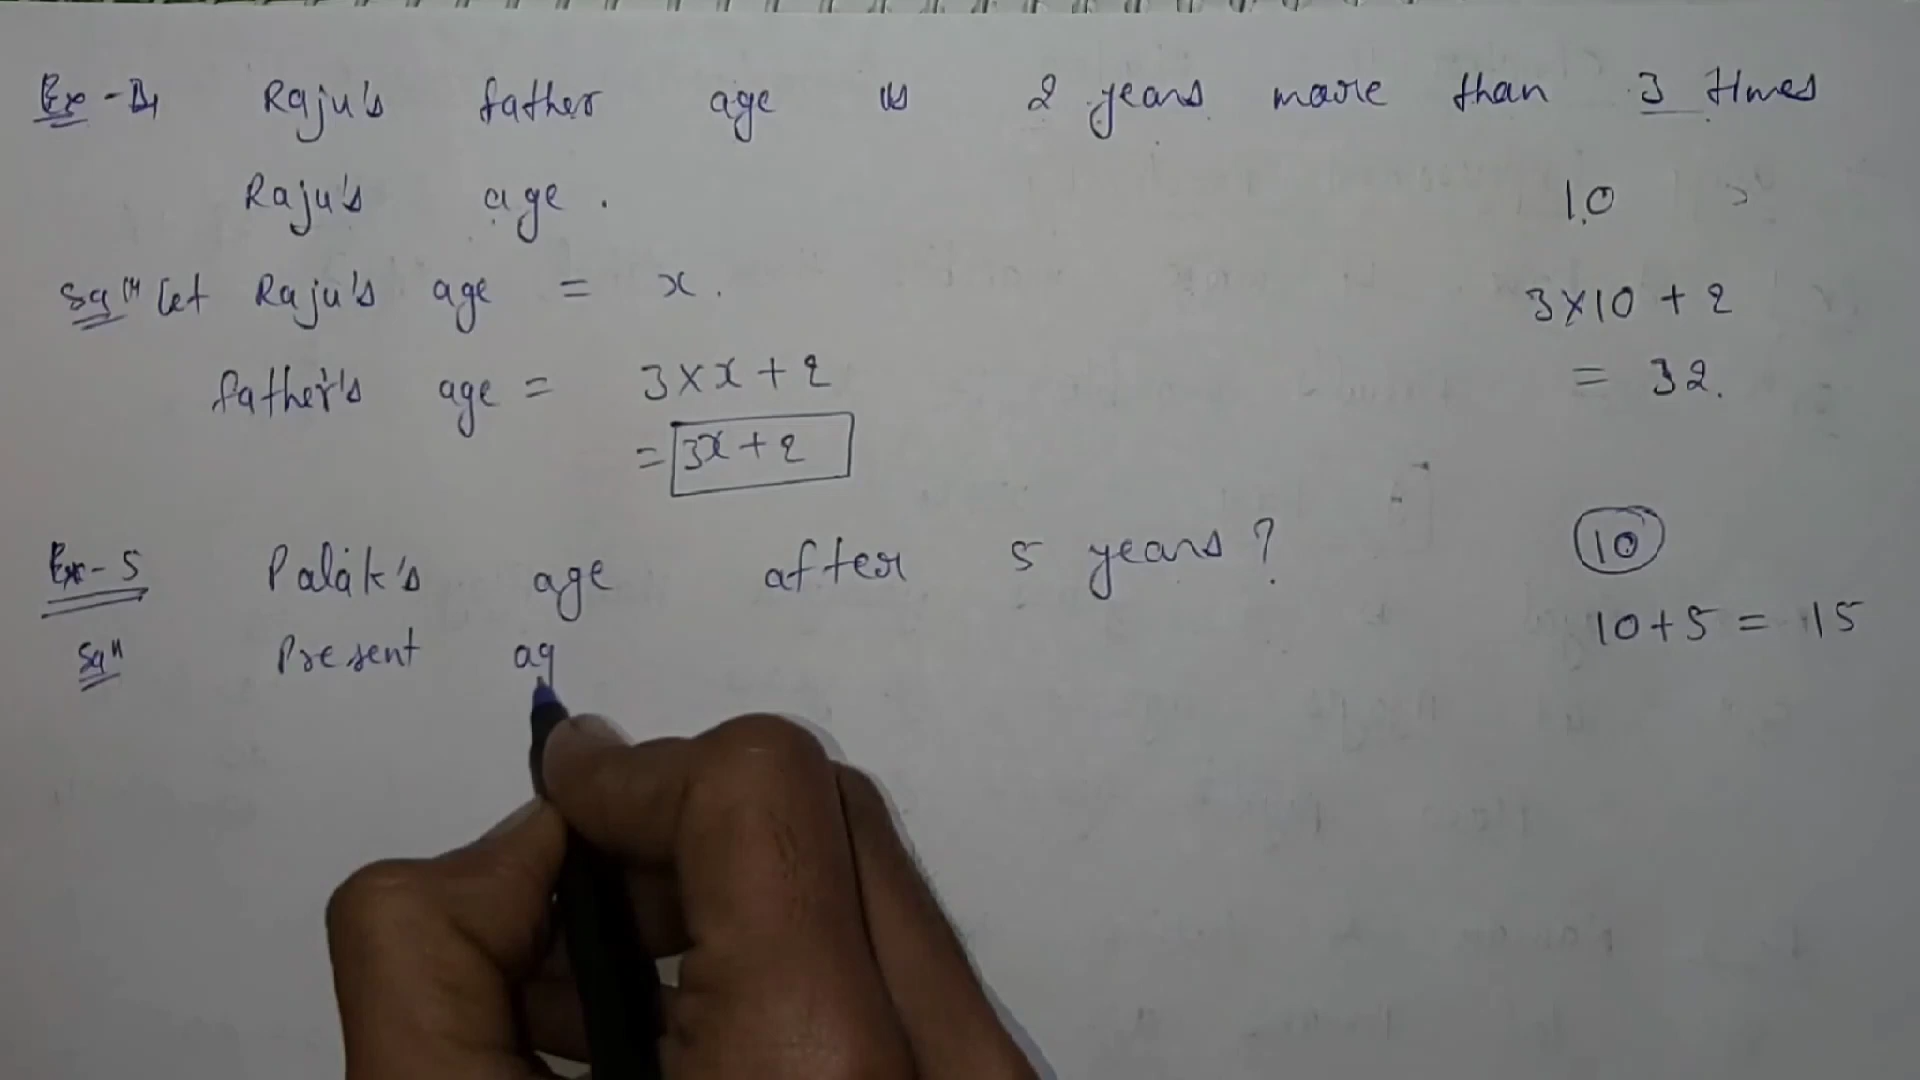 Ex-4 Raju's father age is 2 years more than 3 times
Raju's age.
10
Sol" Let Raju's age = x.
3×10+2
father's age = 3×x+2
= 32.
= 3x+2
Ex-5 Palak's age after 5 years?
10
10+5 = 15
Sol" Present ag